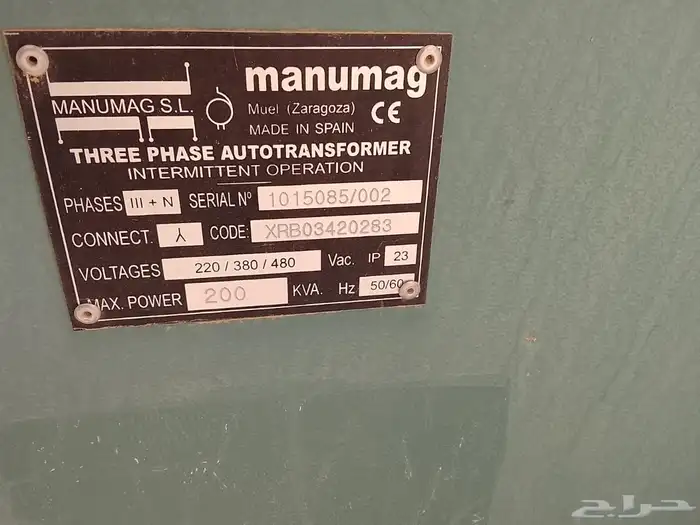 manumag
MANUMAG S.L.
Muel (Zaragoza)
CE
MADE IN SPAIN
THREE PHASE AUTOTRANSFORMER
INTERMITTENT OPERATION
PHASES III + N SERIAL Nº 1015085/002
CONNECT. CODE: XRB03420283
VOLTAGES 220 / 380 / 480 Vac. IP 23
MAX. POWER 200 KVA. Hz 50/60
حراج